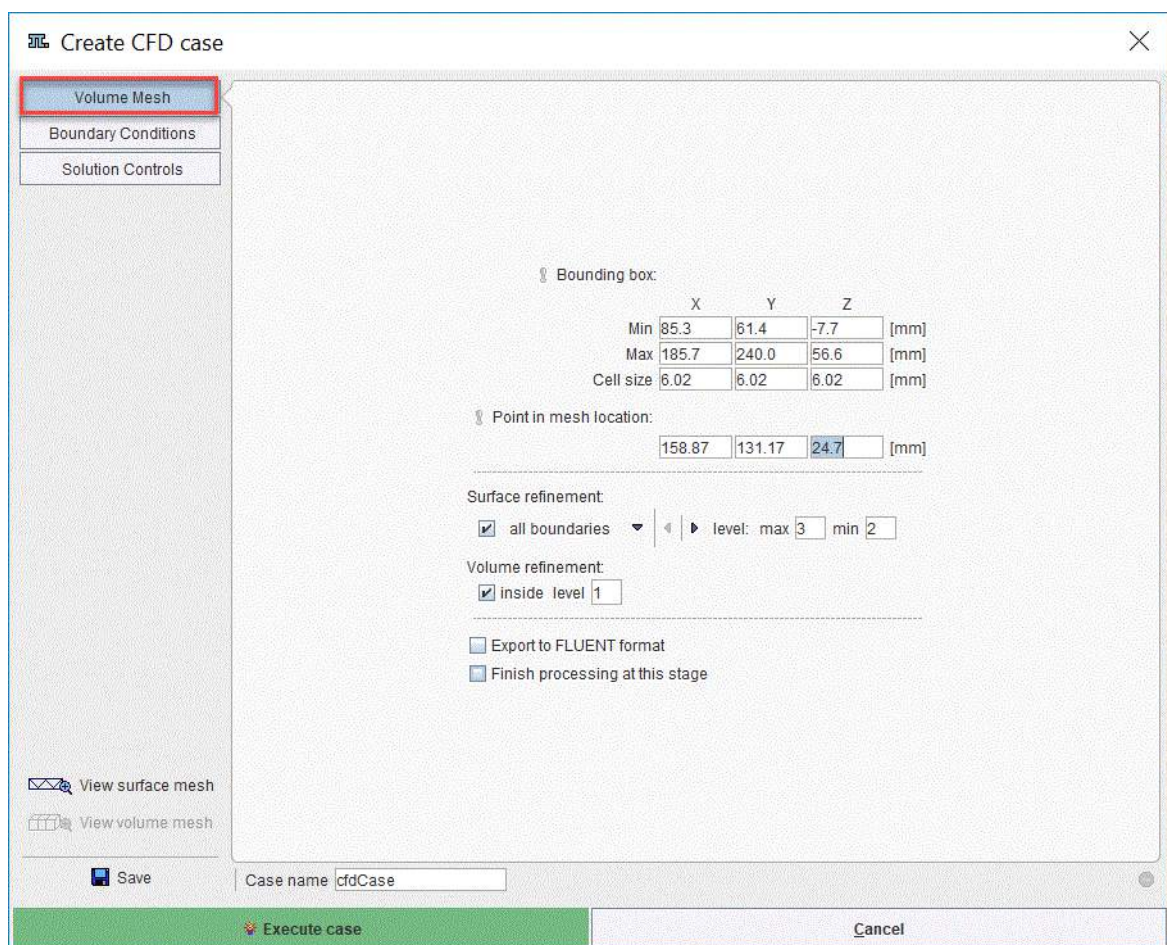 Create CFD case
Volume Mesh
Boundary Conditions
Solution Controls
Bounding box:
X Y Z
Min 85.3 61.4 -7.7 [mm]
Max 185.7 240.0 56.6 [mm]
Cell size 6.02 6.02 6.02 [mm]
Point in mesh location:
158.87 131.17 24.7 [mm]
Surface refinement:
all boundaries level: max 3 min 2
Volume refinement:
inside level 1
Export to FLUENT format
Finish processing at this stage
View surface mesh
View volume mesh
Save
Case name cfdCase
Execute case
Cancel